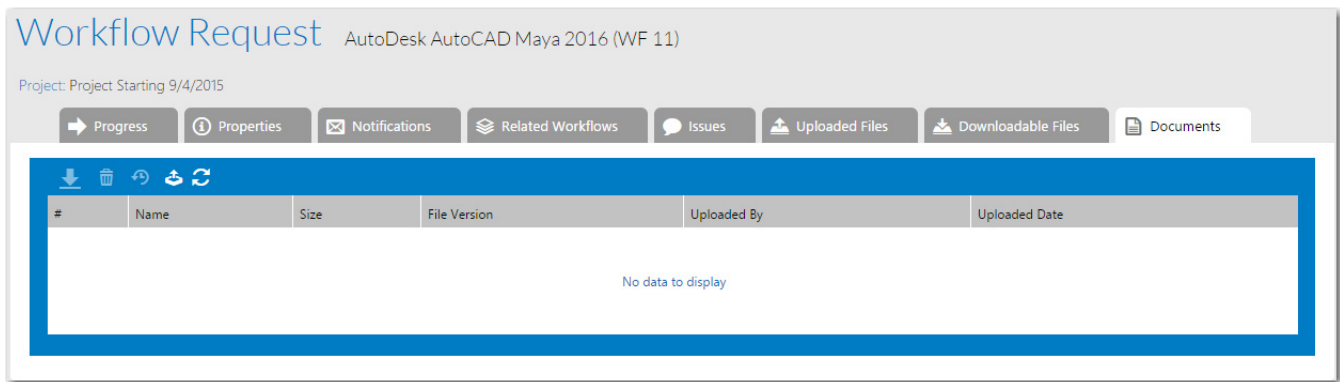 Workflow Request AutoDesk AutoCAD Maya 2016 (WF 11)
Project: Project Starting 9/4/2015
Progress Properties Notifications Related Workflows Issues Uploaded Files Downloadable Files Documents
# Name Size File Version Uploaded By Uploaded Date
No data to display